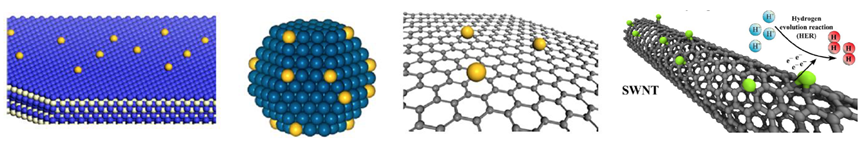 Hydrogen
evolution reaction
(HER)
H⁺
H⁺
H⁺
H⁺
H
H
H
H
e⁻ e⁻
e⁻ e⁻
SWNT